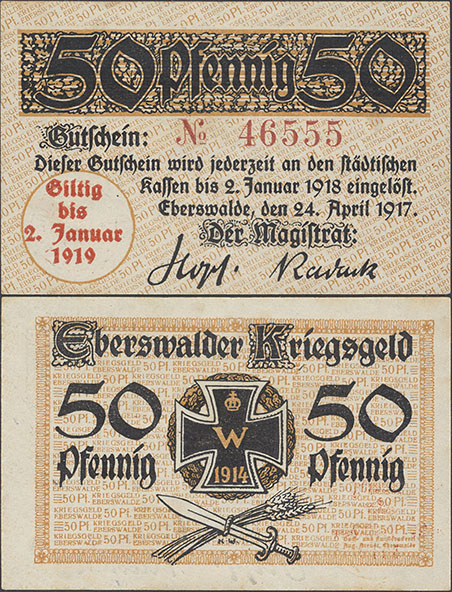 50 Pfennig 50
Gutschein: № 46555
Dieser Gutschein wird jederzeit an den städtischen
Kassen bis 2. Januar 1918 eingelöst.
Eberswalde, den 24. April 1917.
Der Magistrat:
Giltig
bis
2. Januar
1919
Eberswalder Kriegsgeld
50 50
Pfennig Pfennig
W
1914